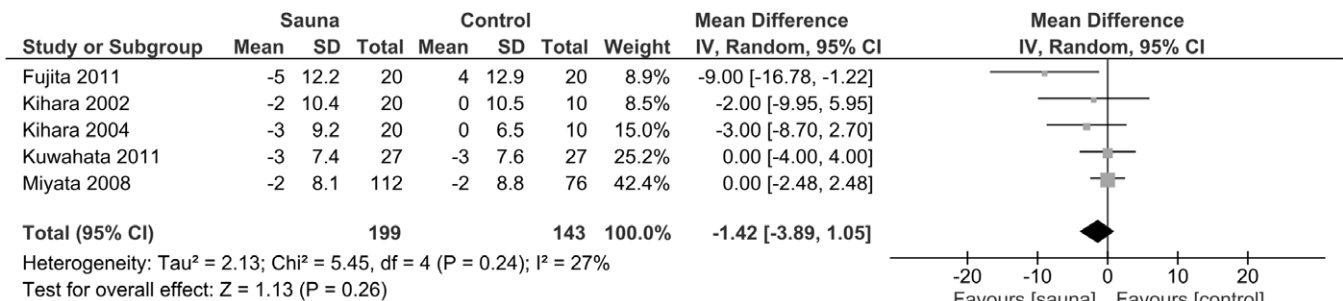 Sauna Control Mean Difference Mean Difference
Study or Subgroup Mean SD Total Mean SD Total Weight IV, Random, 95% CI IV, Random, 95% CI
Fujita 2011 -5 12.2 20 4 12.9 20 8.9% -9.00 [-16.78, -1.22]
Kihara 2002 -2 10.4 20 0 10.5 10 8.5% -2.00 [-9.95, 5.95]
Kihara 2004 -3 9.2 20 0 6.5 10 15.0% -3.00 [-8.70, 2.70]
Kuwahata 2011 -3 7.4 27 -3 7.6 27 25.2% 0.00 [-4.00, 4.00]
Miyata 2008 -2 8.1 112 -2 8.8 76 42.4% 0.00 [-2.48, 2.48]
Total (95% CI) 199 143 100.0% -1.42 [-3.89, 1.05]
Heterogeneity: Tau² = 2.13; Chi² = 5.45, df = 4 (P = 0.24); I² = 27%
Test for overall effect: Z = 1.13 (P = 0.26)
-20 -10 0 10 20
Favours [sauna] Favours [control]